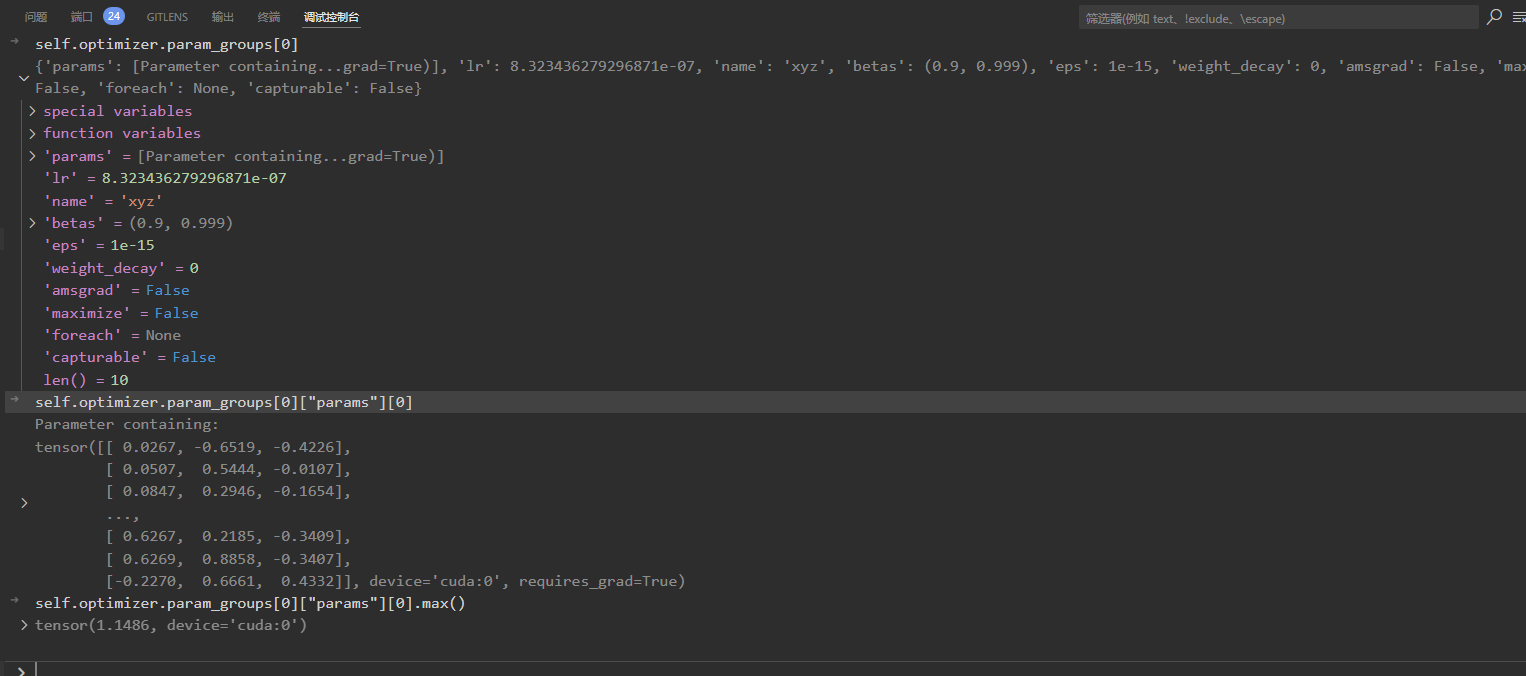 问题 端口 24 GITLENS 输出 终端 调试控制台 筛选器(例如 text、!exclude、\escape)
self.optimizer.param_groups[0]
{'params': [Parameter containing...grad=True)], 'lr': 8.323436279296871e-07, 'name': 'xyz', 'betas': (0.9, 0.999), 'eps': 1e-15, 'weight_decay': 0, 'amsgrad': False, 'max
False, 'foreach': None, 'capturable': False}
special variables
function variables
'params' = [Parameter containing...grad=True)]
'lr' = 8.323436279296871e-07
'name' = 'xyz'
'betas' = (0.9, 0.999)
'eps' = 1e-15
'weight_decay' = 0
'amsgrad' = False
'maximize' = False
'foreach' = None
'capturable' = False
len() = 10
self.optimizer.param_groups[0]["params"][0]
Parameter containing:
tensor([[ 0.0267, -0.6519, -0.4226],
[ 0.0507,  0.5444, -0.0107],
[ 0.0847,  0.2946, -0.1654],
...,
[ 0.6267,  0.2185, -0.3409],
[ 0.6269,  0.8858, -0.3407],
[-0.2270,  0.6661,  0.4332]], device='cuda:0', requires_grad=True)
self.optimizer.param_groups[0]["params"][0].max()
tensor(1.1486, device='cuda:0')